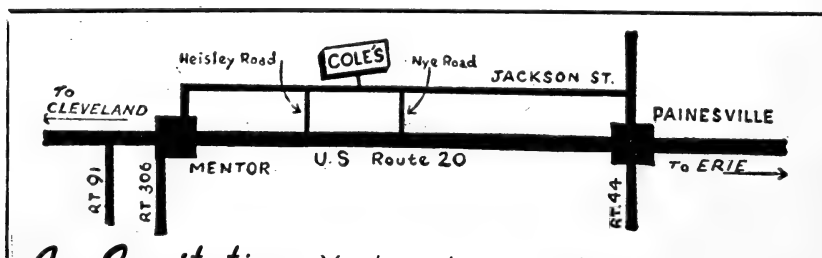 Heisley Road
COLE'S
Nye Road
JACKSON ST.
TO
CLEVELAND
PAINESVILLE
MENTOR
U.S Route 20
TO ERIE
RT 91
RT 306
RT. 44